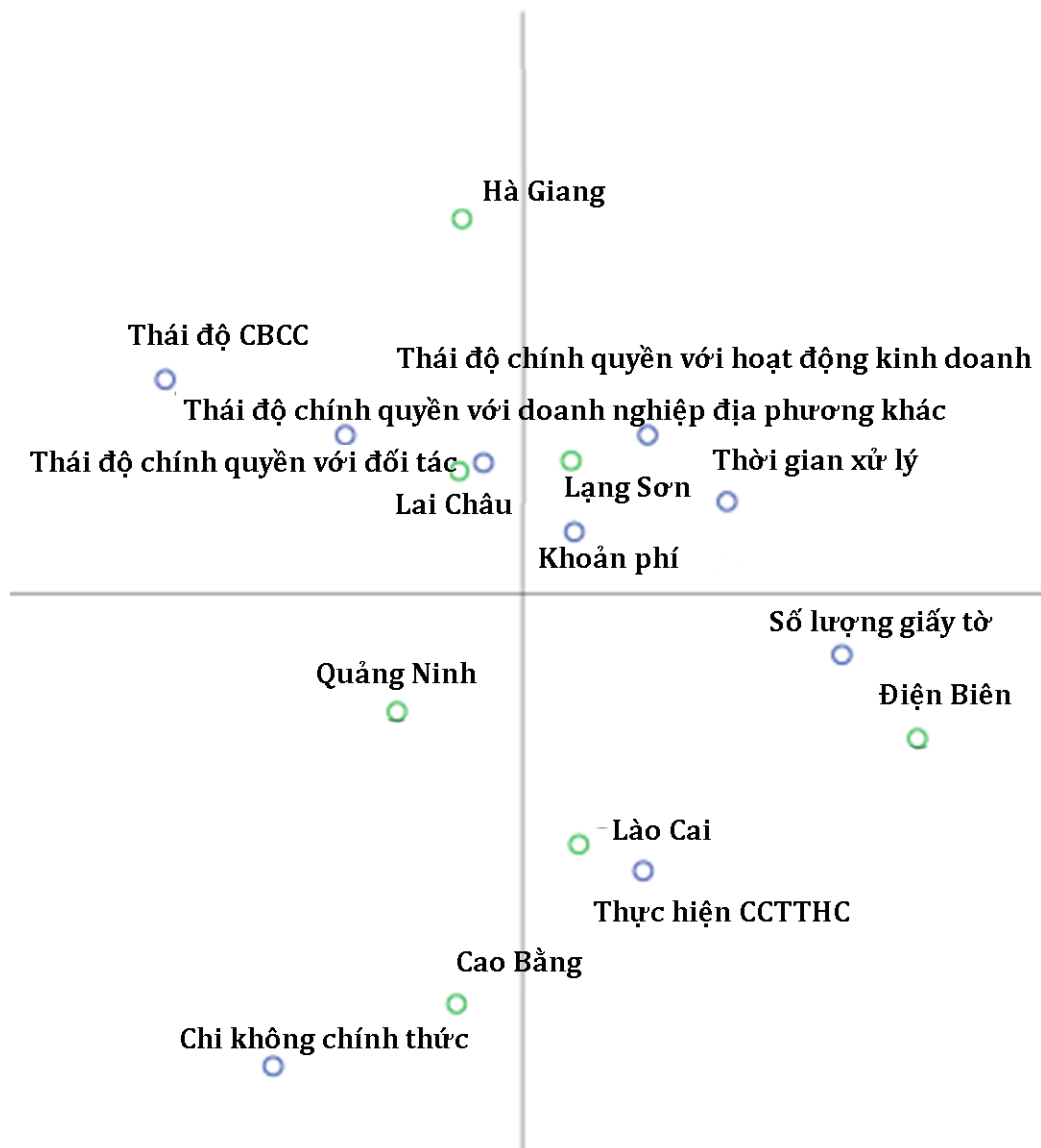 Hà Giang
Thái độ CBCC
Thái độ chính quyền với hoạt động kinh doanh
Thái độ chính quyền với doanh nghiệp địa phương khác
Thái độ chính quyền với đối tác
Thời gian xử lý
Lạng Sơn
Lai Châu
Khoản phí
Số lượng giấy tờ
Quảng Ninh
Điện Biên
Lào Cai
Thực hiện CCTTHC
Cao Bằng
Chi không chính thức